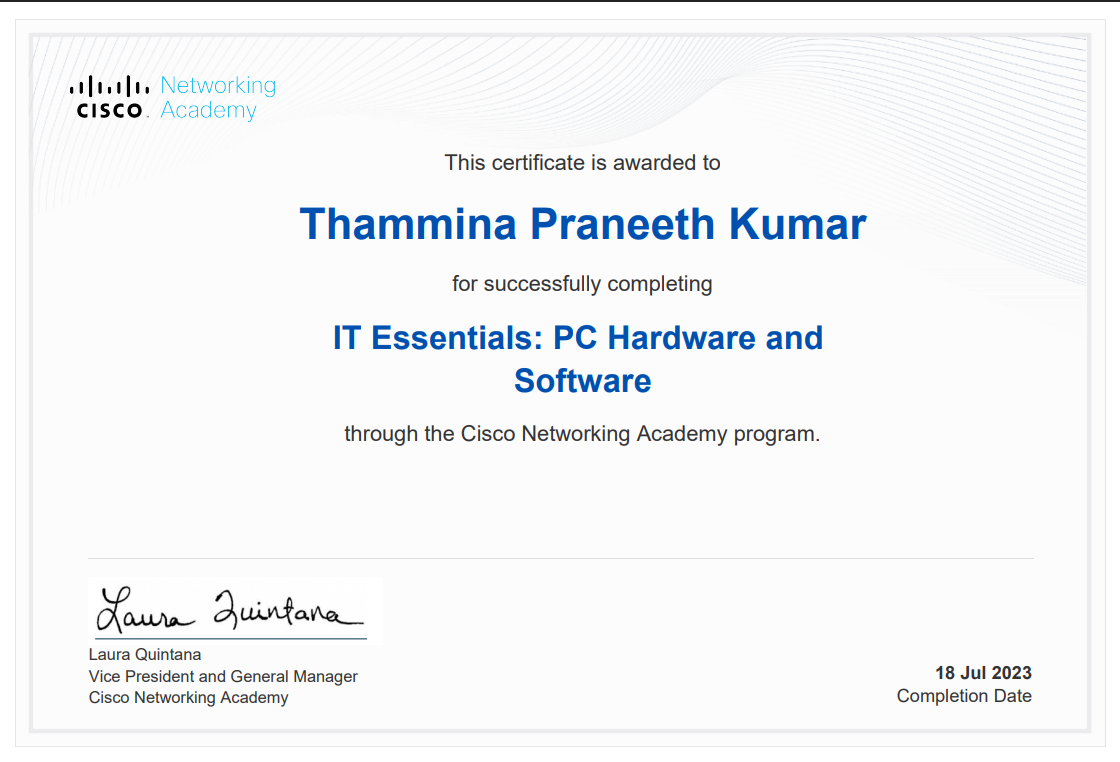 CISCO Networking
Academy
This certificate is awarded to
Thammina Praneeth Kumar
for successfully completing
IT Essentials: PC Hardware and
Software
through the Cisco Networking Academy program.
Laura Quintana
Laura Quintana
Vice President and General Manager
Cisco Networking Academy
18 Jul 2023
Completion Date